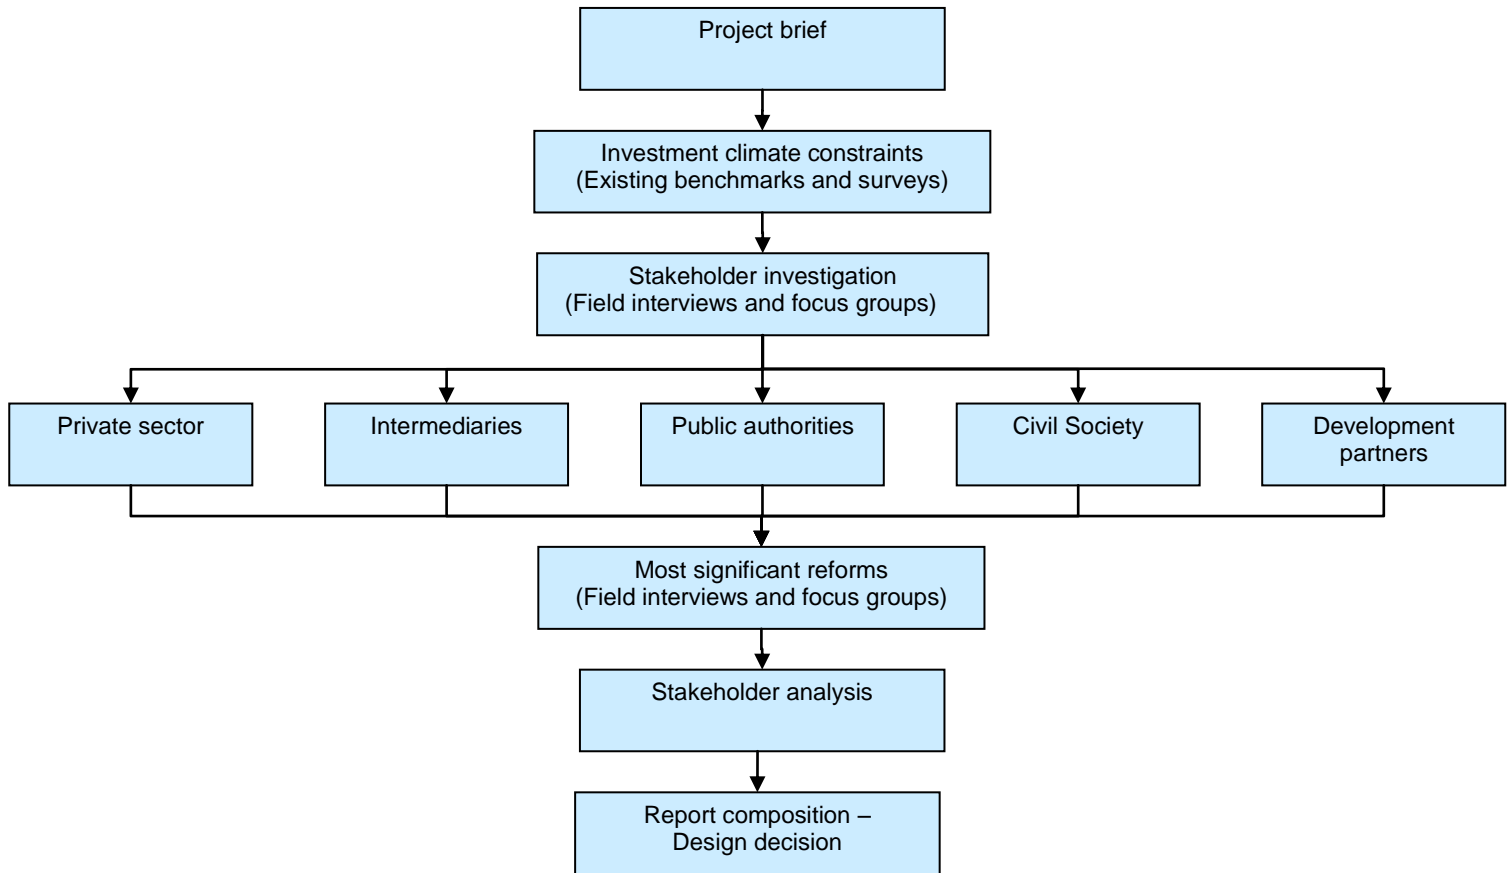 Project brief
Investment climate constraints
(Existing benchmarks and surveys)
Stakeholder investigation
(Field interviews and focus groups)
Private sector
Intermediaries
Public authorities
Civil Society
Development
partners
Most significant reforms
(Field interviews and focus groups)
Stakeholder analysis
Report composition –
Design decision